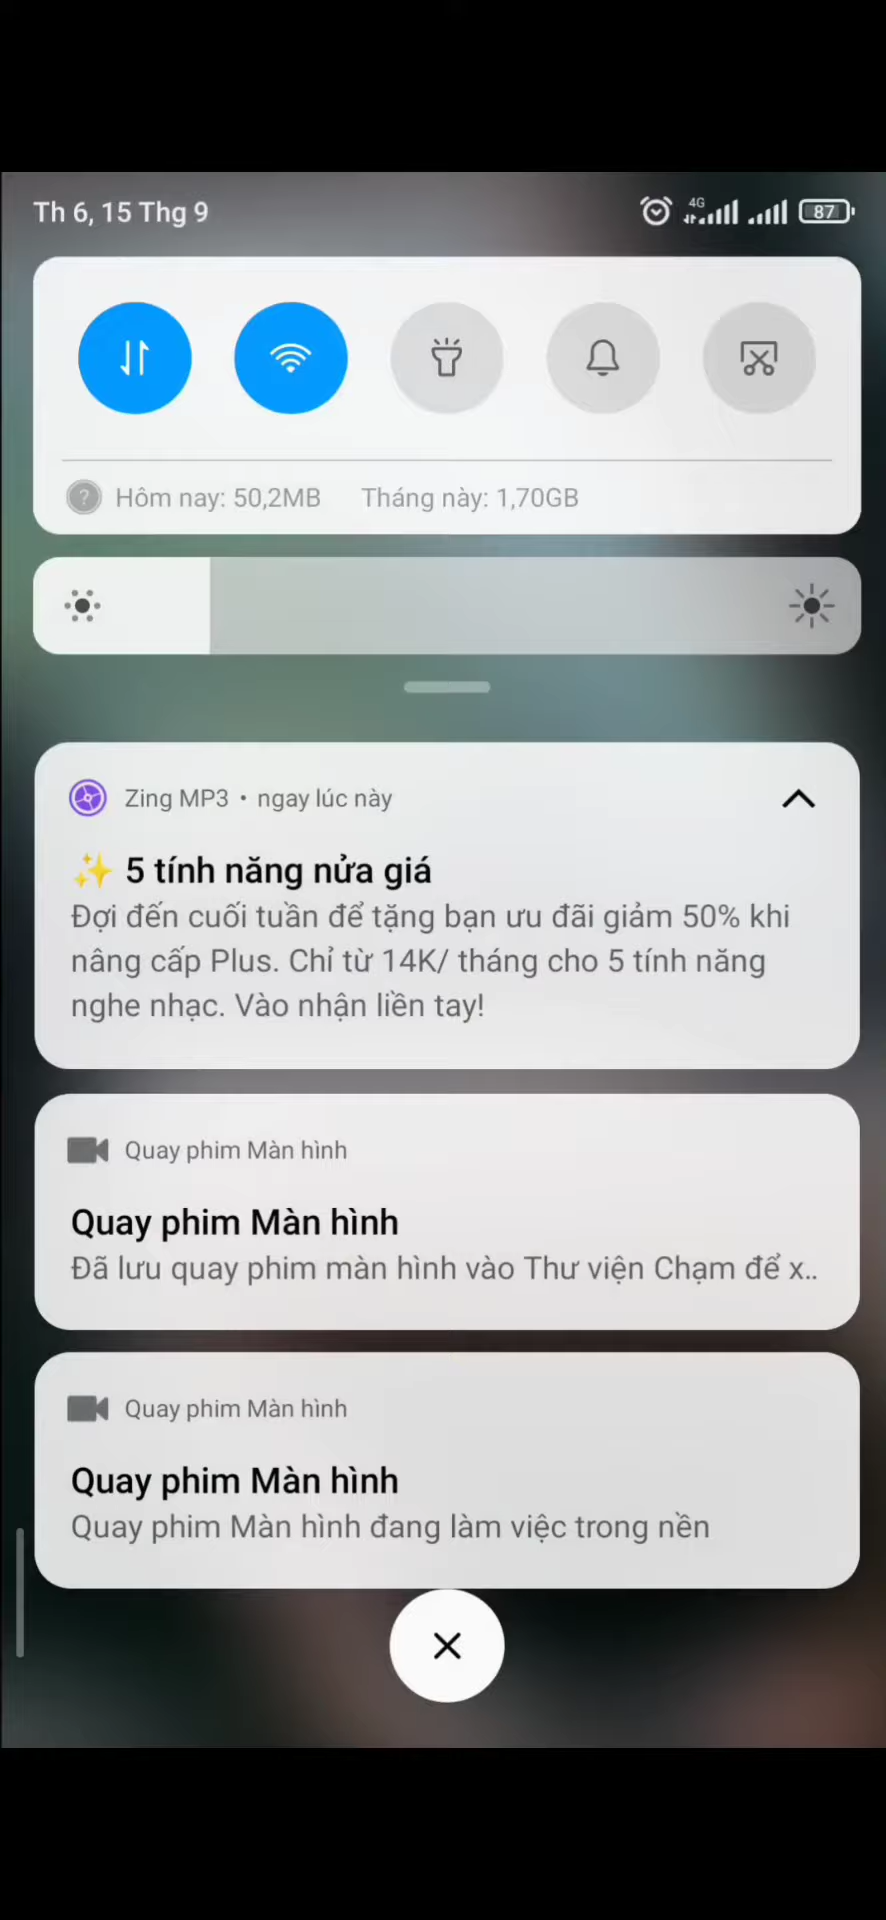 Th 6, 15 Thg 9
4G
87
Hôm nay: 50,2MB Tháng này: 1,70GB
Zing MP3 • ngay lúc này
✨ 5 tính năng nửa giá
Đợi đến cuối tuần để tặng bạn ưu đãi giảm 50% khi
nâng cấp Plus. Chỉ từ 14K/ tháng cho 5 tính năng
nghe nhạc. Vào nhận liền tay!
Quay phim Màn hình
Quay phim Màn hình
Đã lưu quay phim màn hình vào Thư viện Chạm để x..
Quay phim Màn hình
Quay phim Màn hình
Quay phim Màn hình đang làm việc trong nền